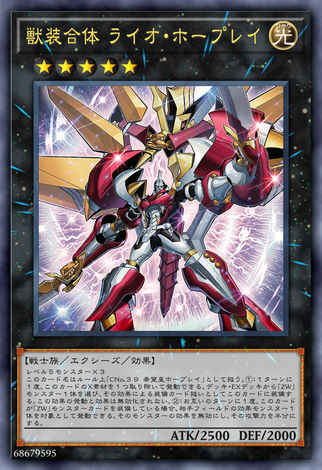 獣装合体 ライオ・ホープレイ
光
【戦士族／エクシーズ／効果】
レベル５モンスター×３
このカード名はルール上「CNo.３９ 希望皇ホープレイ」として扱う。①：１ターンに
１度、このカードのX素材を１つ取り除いて発動できる。デッキ・EXデッキから「ZW」
モンスター１体を選び、その効果による装備カード扱いとしてこのカードに装備す
る。この効果の発動と効果は無効化されない。②：お互いのターンに１度、このカード
が「ZW」モンスターカードを装備している場合、相手フィールドの効果モンスター１
体を対象として発動できる。そのモンスターの効果を無効にし、その攻撃力を半分に
する。
ATK/2500 DEF/2000
68679595